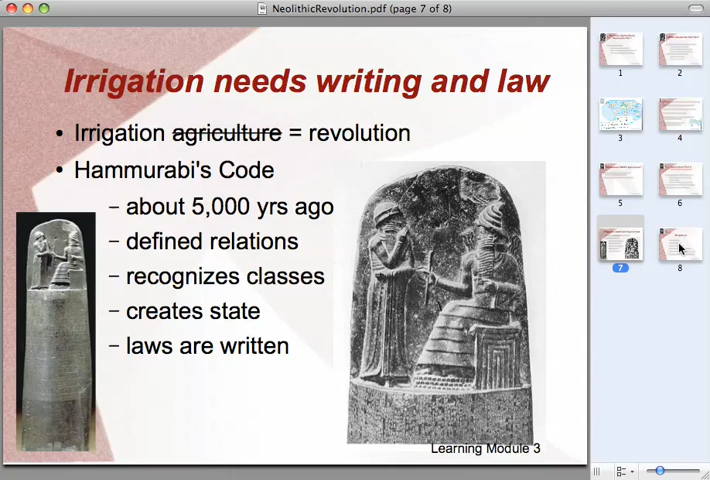 NeolithicRevolution.pdf (page 7 of 8)
Irrigation needs writing and law
• Irrigation agriculture = revolution
• Hammurabi's Code
– about 5,000 yrs ago
– defined relations
– recognizes classes
– creates state
– laws are written
Learning Module 3
1 2
3 4
5 6
7 8